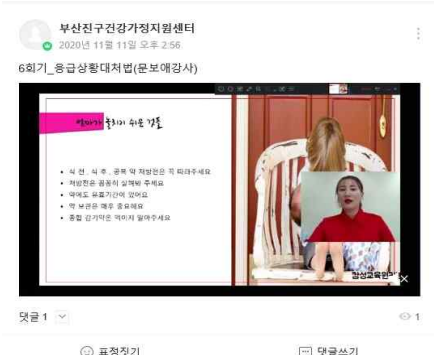 부산진구건강가정지원센터
2020년 11월 11일 오후 2:56
6회기_응급상황대처법(문보애강사)
엄마가 놓치기 쉬운 것들
식 전, 식 후, 공복 약 처방전은 꼭 따라주세요
처방전은 꼼꼼히 살펴봐 주세요
약에도 유효기간이 있어요
약 보관은 매우 중요해요
종합 감기약은 먹이지 말아주세요
감성교육원
댓글 1
1
표정짓기
댓글쓰기